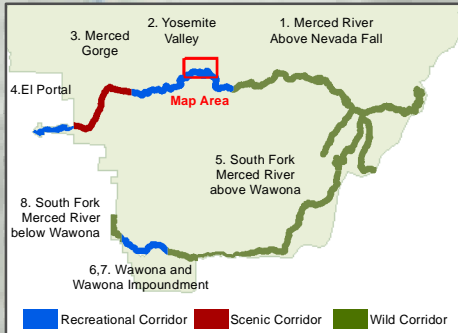 2. Yosemite
Valley
1. Merced River
Above Nevada Fall
3. Merced
Gorge
Map Area
4.El Portal
5. South Fork
Merced River
above Wawona
8. South Fork
Merced River
below Wawona
6,7. Wawona and
Wawona Impoundment
Recreational Corridor
Scenic Corridor
Wild Corridor